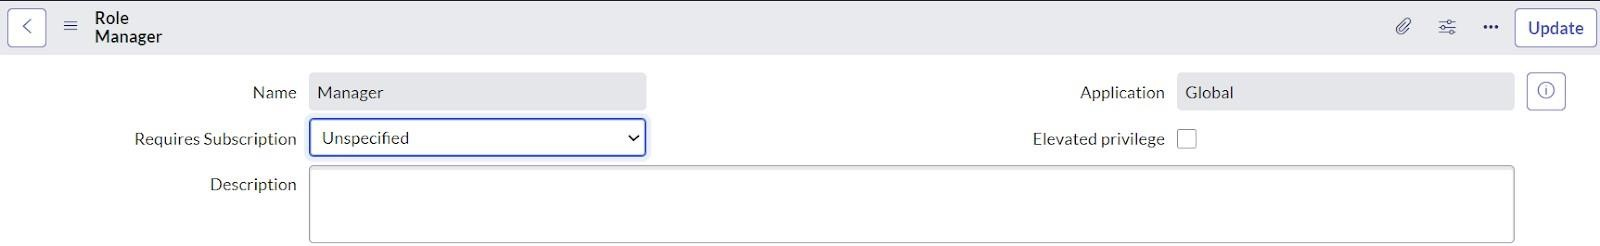 Role
Manager
Update
Name
Manager
Application
Global
Requires Subscription
Unspecified
Elevated privilege
Description